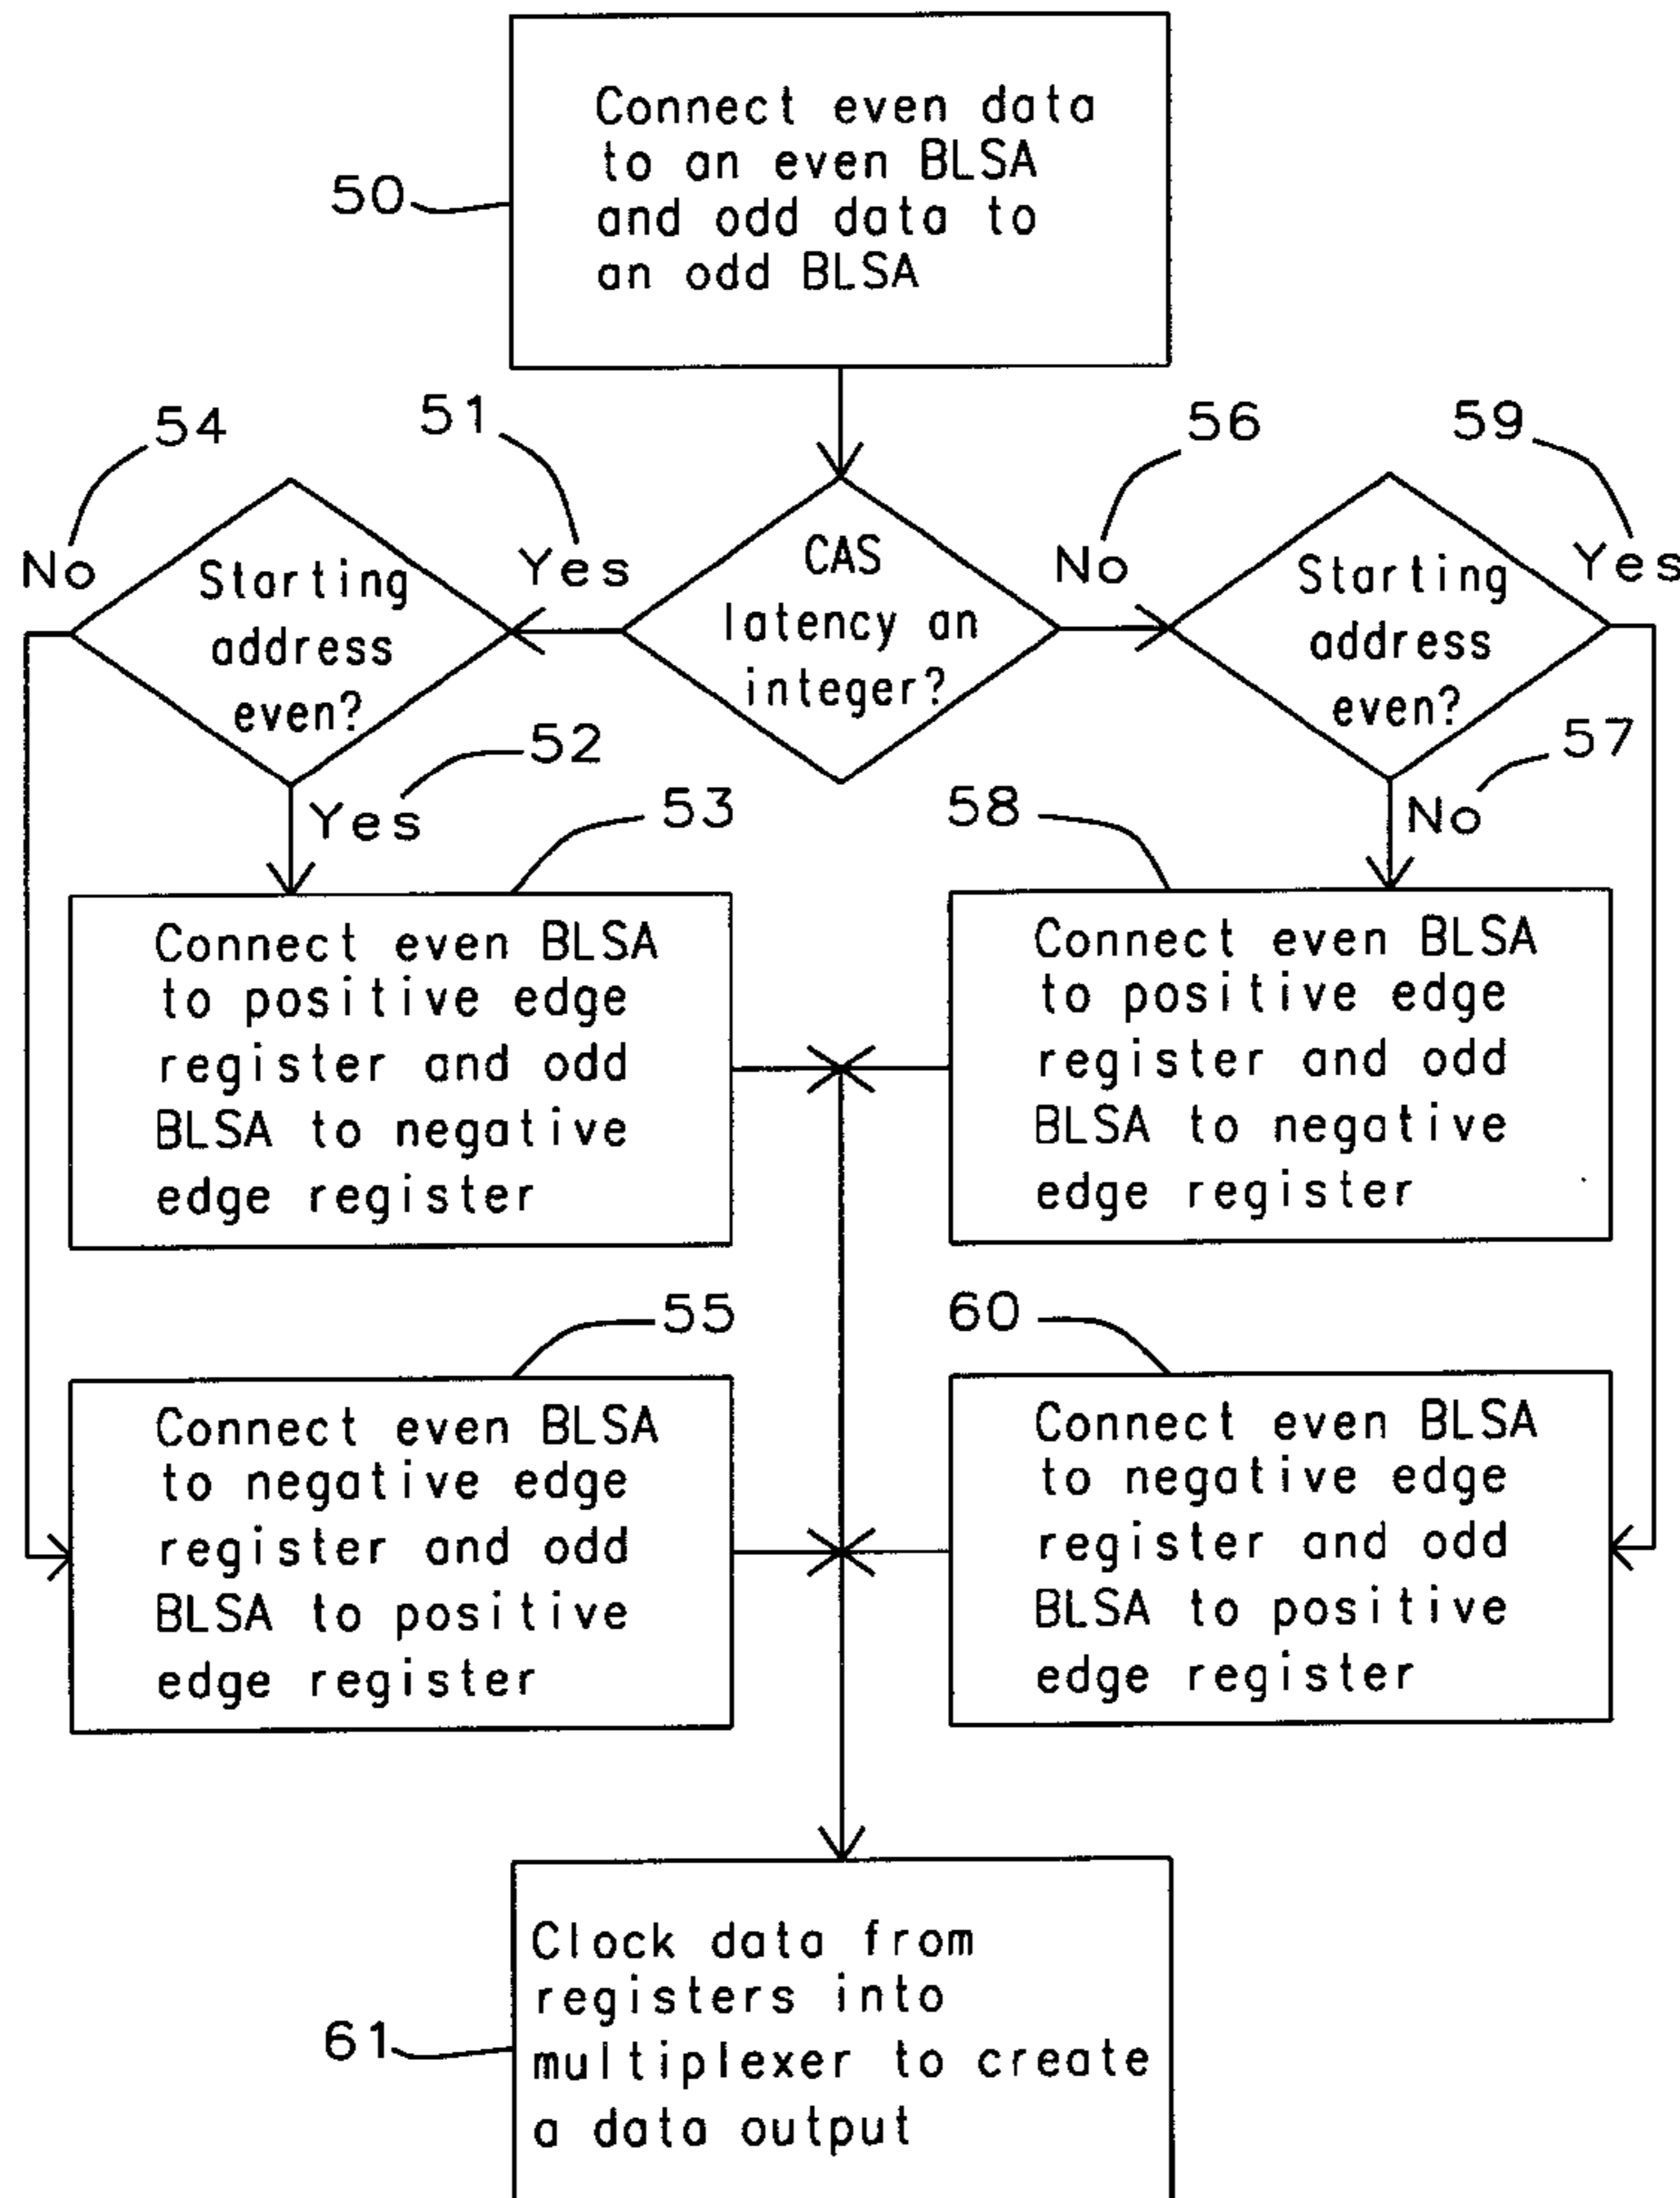 Connect even data
to an even BLSA
and odd data to
an odd BLSA
50
54
51
56
59
No
Starting
address
even?
Yes
CAS
latency an
integer?
No
Starting
address
even?
Yes
52
Yes
57
No
53
58
Connect even BLSA
to positive edge
register and odd
BLSA to negative
edge register
Connect even BLSA
to positive edge
register and odd
BLSA to negative
edge register
55
60
Connect even BLSA
to negative edge
register and odd
BLSA to positive
edge register
Connect even BLSA
to negative edge
register and odd
BLSA to positive
edge register
61
Clock data from
registers into
multiplexer to create
a data output